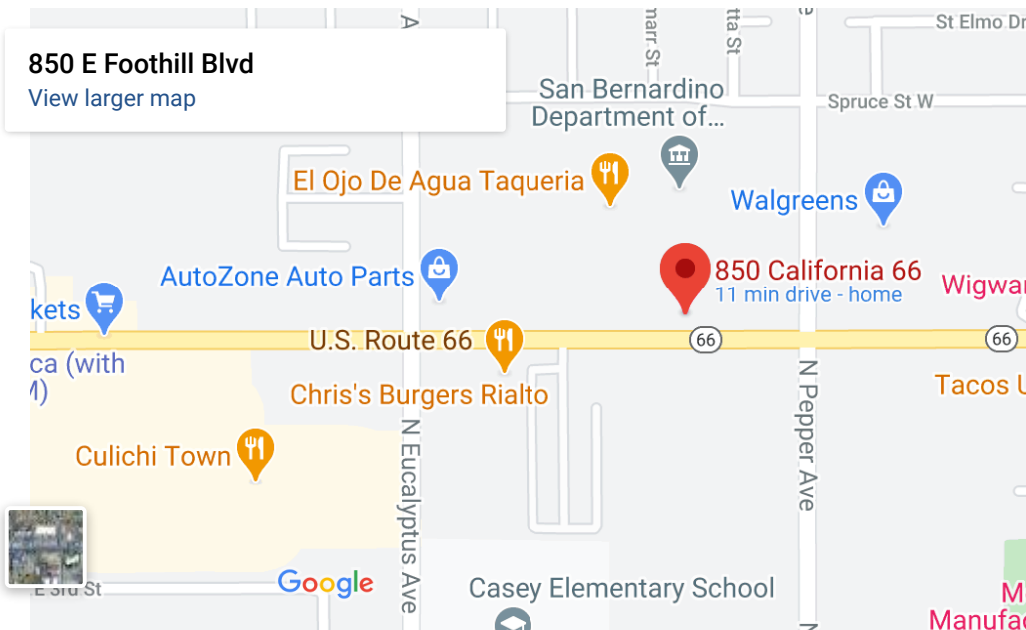 850 E Foothill Blvd
View larger map
St Elmo Dr
San Bernardino
Department of...
Spruce St W
El Ojo De Agua Taqueria
Walgreens
AutoZone Auto Parts
850 California 66
11 min drive - home
U.S. Route 66
66
66
(with
Chris's Burgers Rialto
Tacos
Culichi Town
N Eucalyptus Ave
N Pepper Ave
E 3rd St
Google
Casey Elementary School